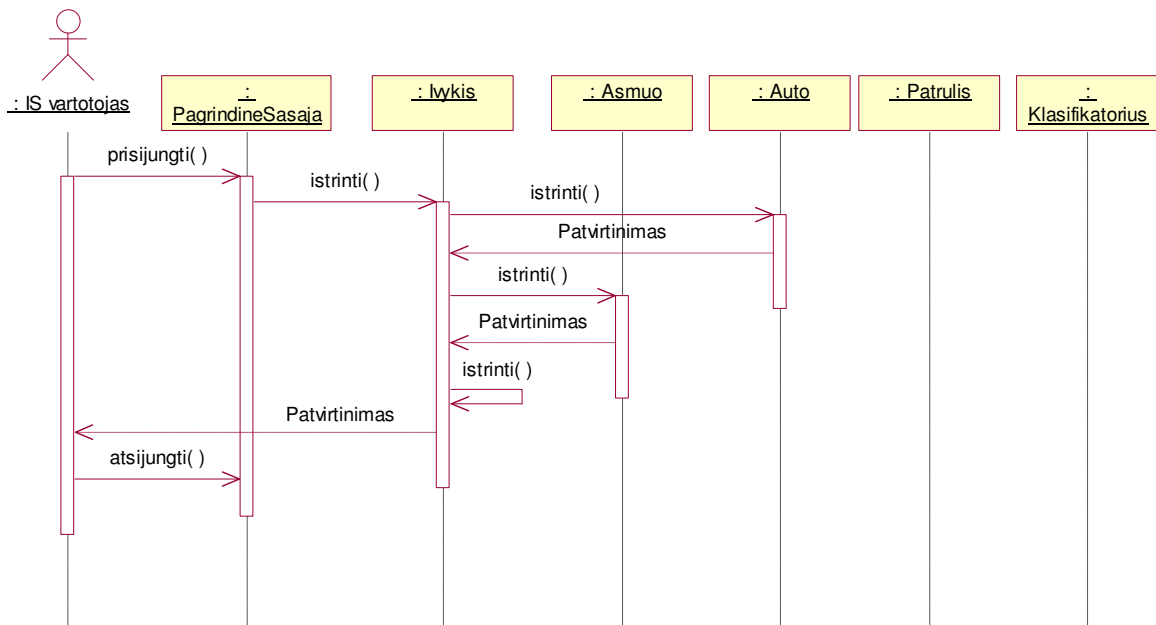 : IS vartotojas
:
PagrindineSasaja
: Ivykis
: Asmuo
: Auto
: Patrulis
:
Klasifikatorius
prisijungti( )
istrinti( )
istrinti( )
Patvirtinimas
istrinti( )
Patvirtinimas
istrinti( )
Patvirtinimas
atsijungti( )